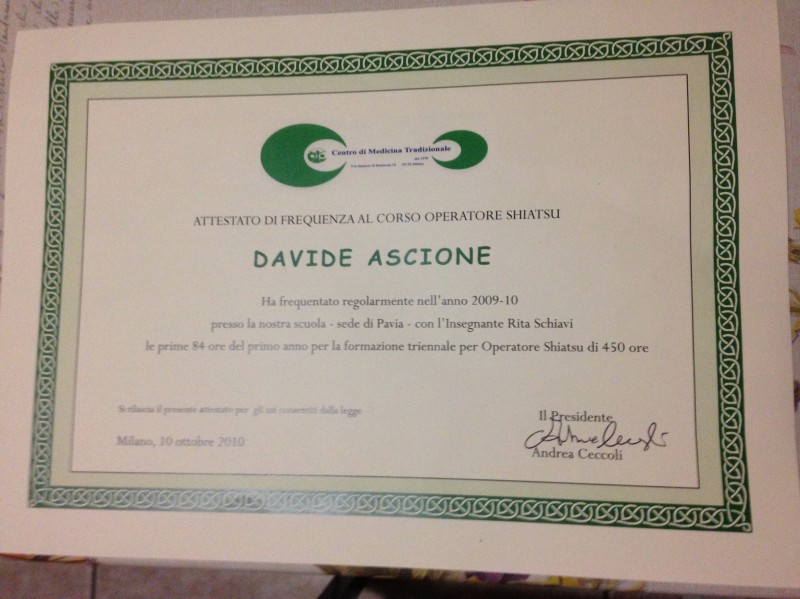 Centro di Medicina Tradizionale
ATTESTATO DI FREQUENZA AL CORSO OPERATORE SHIATSU
DAVIDE ASCIONE
Ha frequentato regolarmente nell'anno 2009-10
presso la nostra scuola - sede di Pavia - con l'Insegnante Rita Schiavi
le prime 84 ore del primo anno per la formazione triennale per Operatore Shiatsu di 450 ore
Si rilascia il presente attestato per gli usi consentiti dalla legge
Milano, 10 ottobre 2010
Il Presidente
Andrea Ceccoli